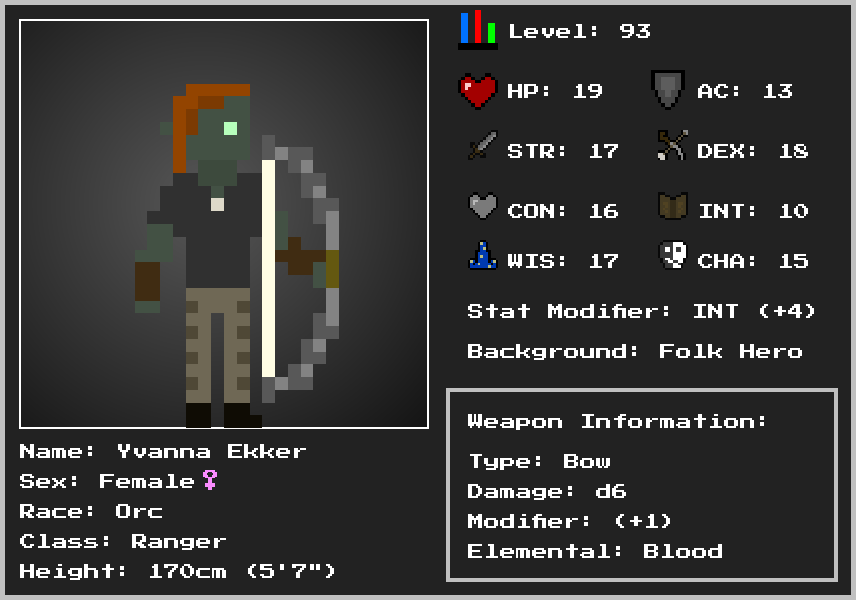 Level: 93
HP: 19 AC: 13
STR: 17 DEX: 18
CON: 16 INT: 10
WIS: 17 CHA: 15
Stat Modifier: INT (+4)
Background: Folk Hero
Weapon Information:
Type: Bow
Damage: d6
Modifier: (+1)
Elemental: Blood
Name: Yvanna Ekker
Sex: Female♀
Race: Orc
Class: Ranger
Height: 170cm (5'7")